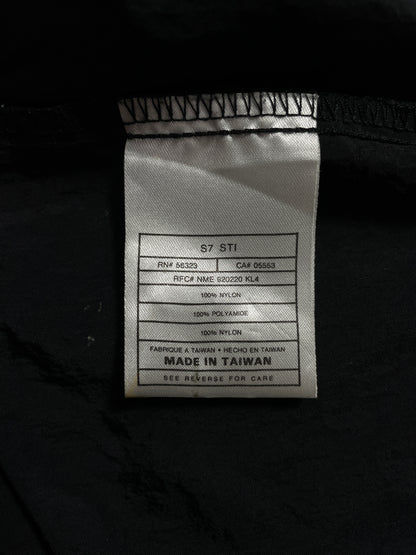 S7 STI
RN# 56323 CA# 05553
RFC# NME 920220 KL4
100% NYLON
100% POLYAMIDE
100% NYLON
FABRIQUE A TAIWAN • HECHO EN TAIWAN
MADE IN TAIWAN
SEE REVERSE FOR CARE